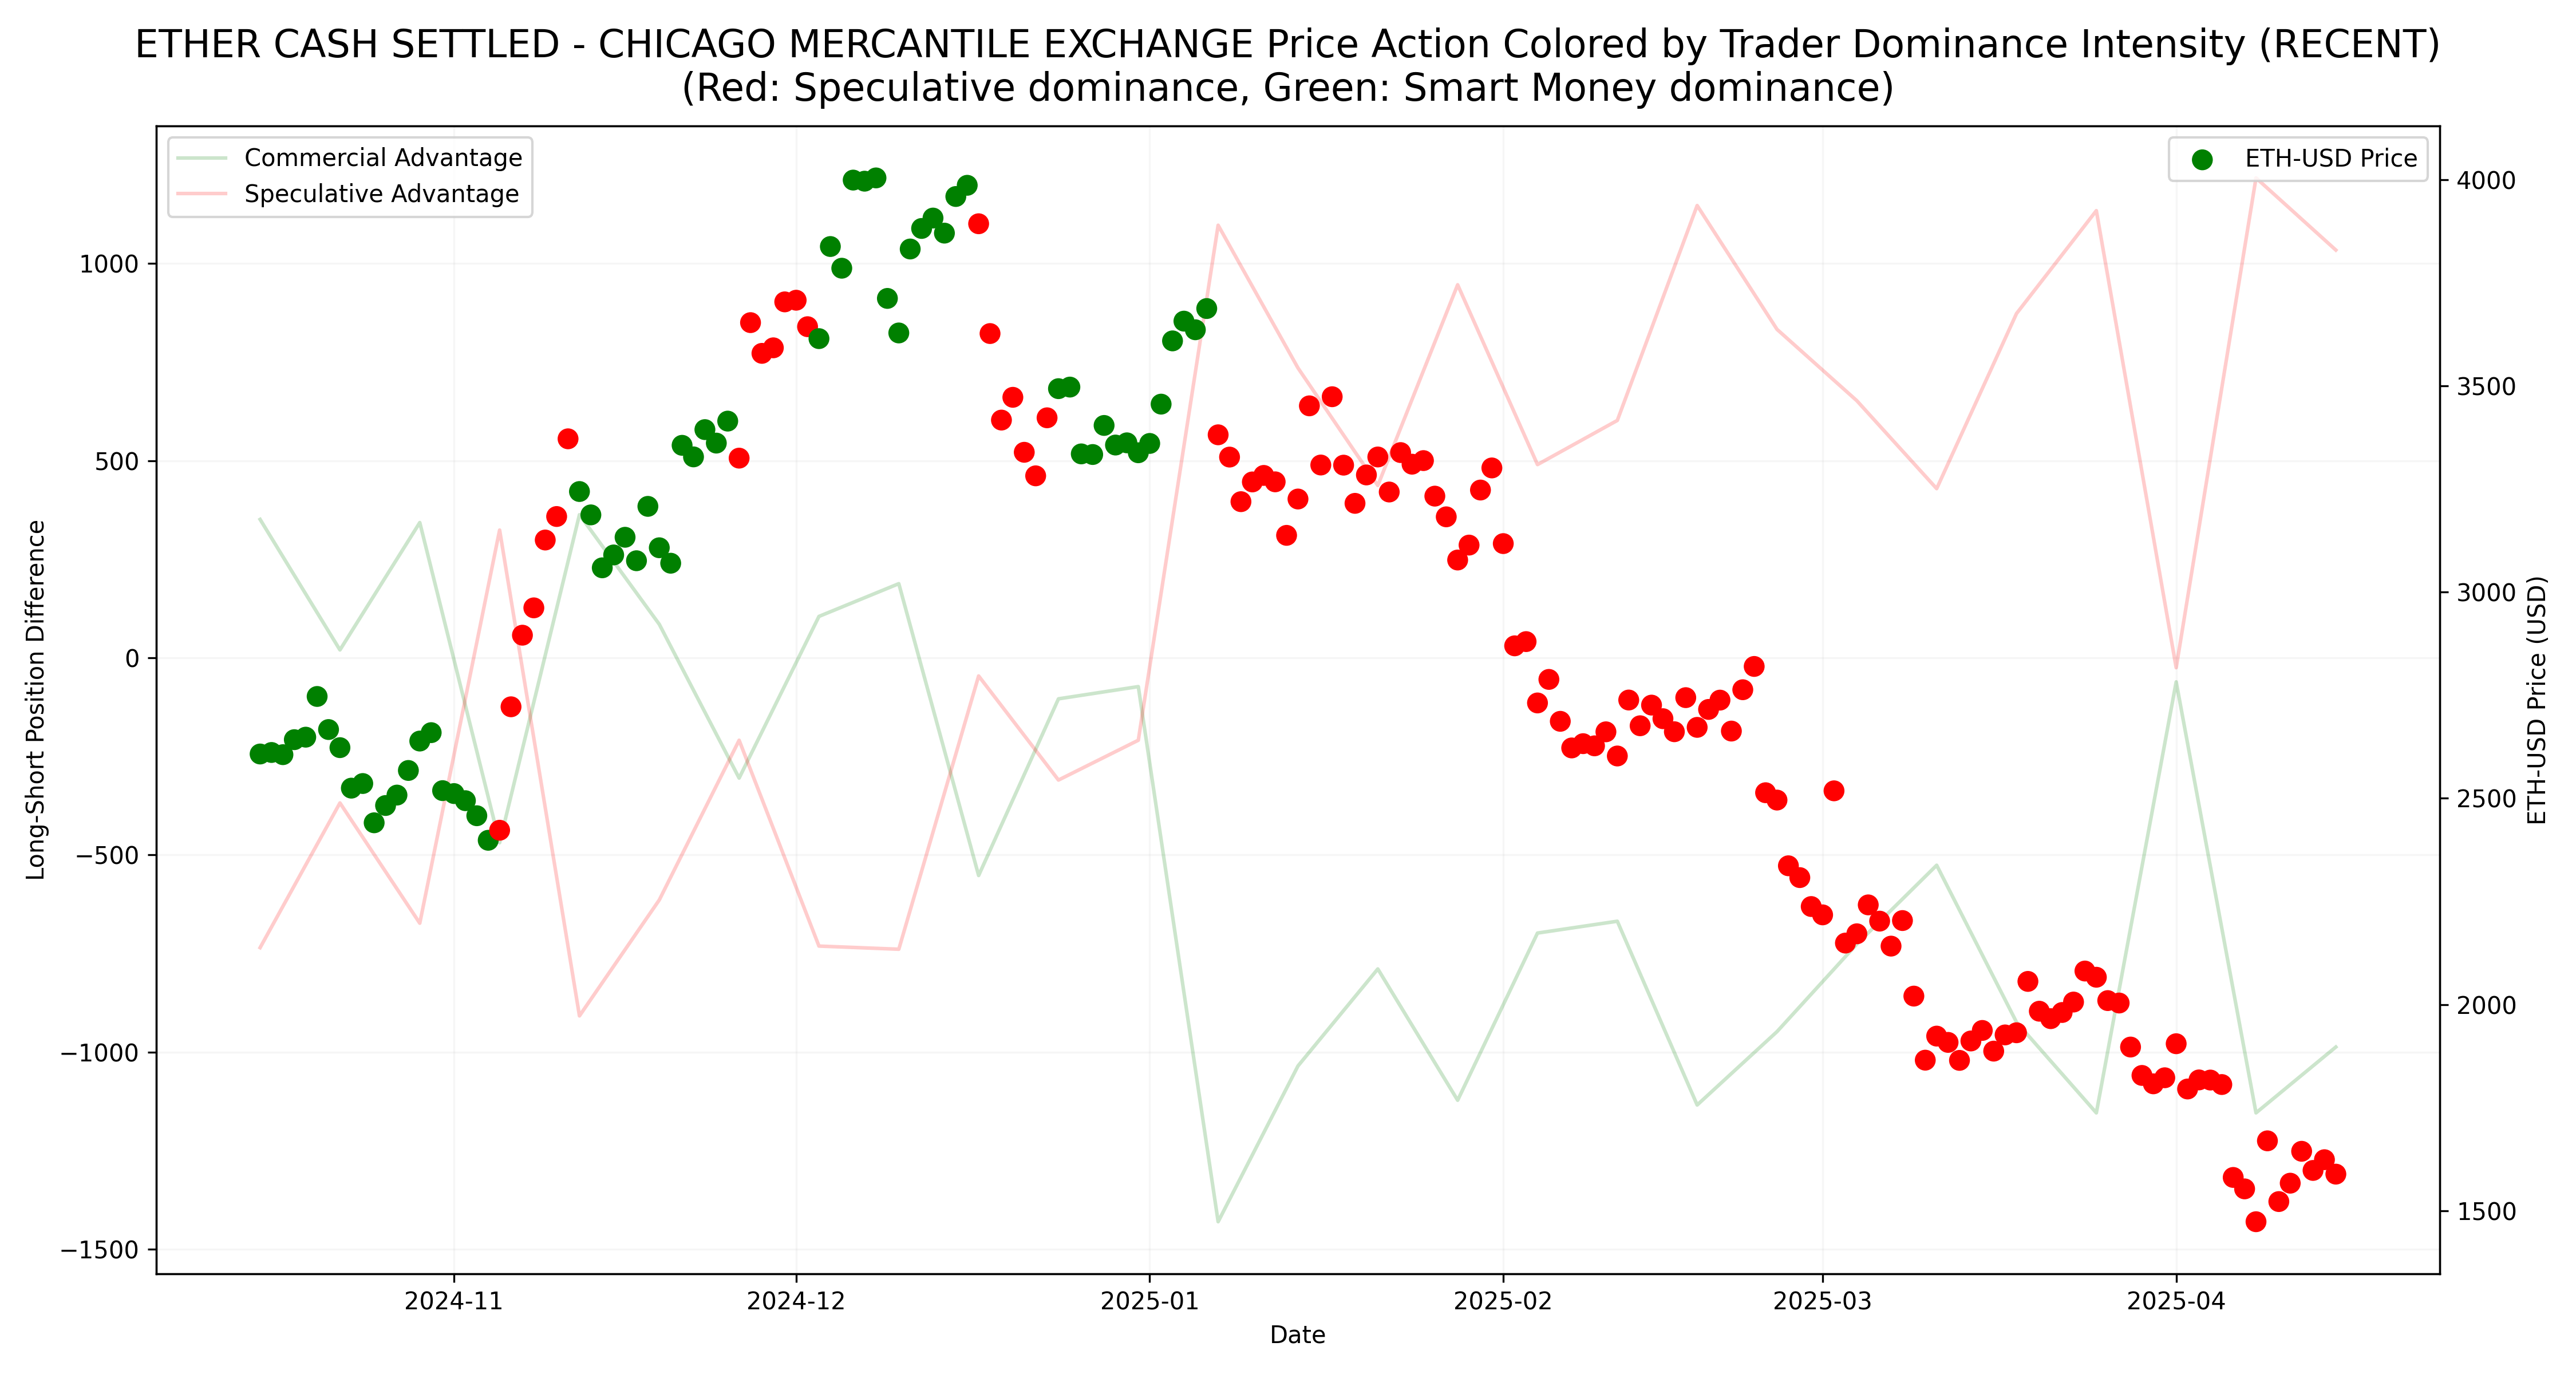 ETHER CASH SETTLED - CHICAGO MERCANTILE EXCHANGE Price Action Colored by Trader Dominance Intensity (RECENT)
(Red: Speculative dominance, Green: Smart Money dominance)
Commercial Advantage
Speculative Advantage
ETH-USD Price
Long-Short Position Difference
1000
500
0
−500
−1000
−1500
4000
3500
3000
2500
2000
1500
ETH-USD Price (USD)
2024-11
2024-12
2025-01
2025-02
2025-03
2025-04
Date